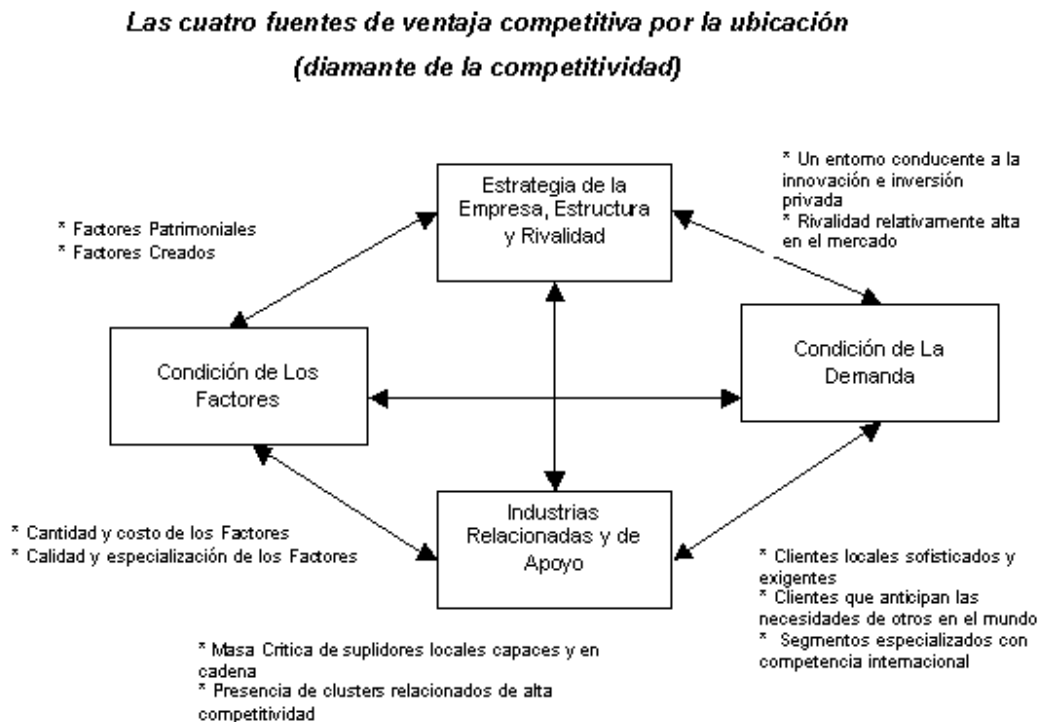 Las cuatro fuentes de ventaja competitiva por la ubicación
(diamante de la competitividad)
Estrategia de la
Empresa, Estructura
y Rivalidad
* Un entorno conducente a la
innovación e inversión
privada
* Rivalidad relativamente alta
en el mercado
* Factores Patrimoniales
* Factores Creados
Condición de Los
Factores
Condición de La
Demanda
Industrias
Relacionadas y de
Apoyo
* Cantidad y costo de los Factores
* Calidad y especialización de los Factores
* Clientes locales sofisticados y
exigentes
* Clientes que anticipan las
necesidades de otros en el mundo
* Segmentos especializados con
competencia internacional
* Masa Critica de suplidores locales capaces y en
cadena
* Presencia de clusters relacionados de alta
competitividad